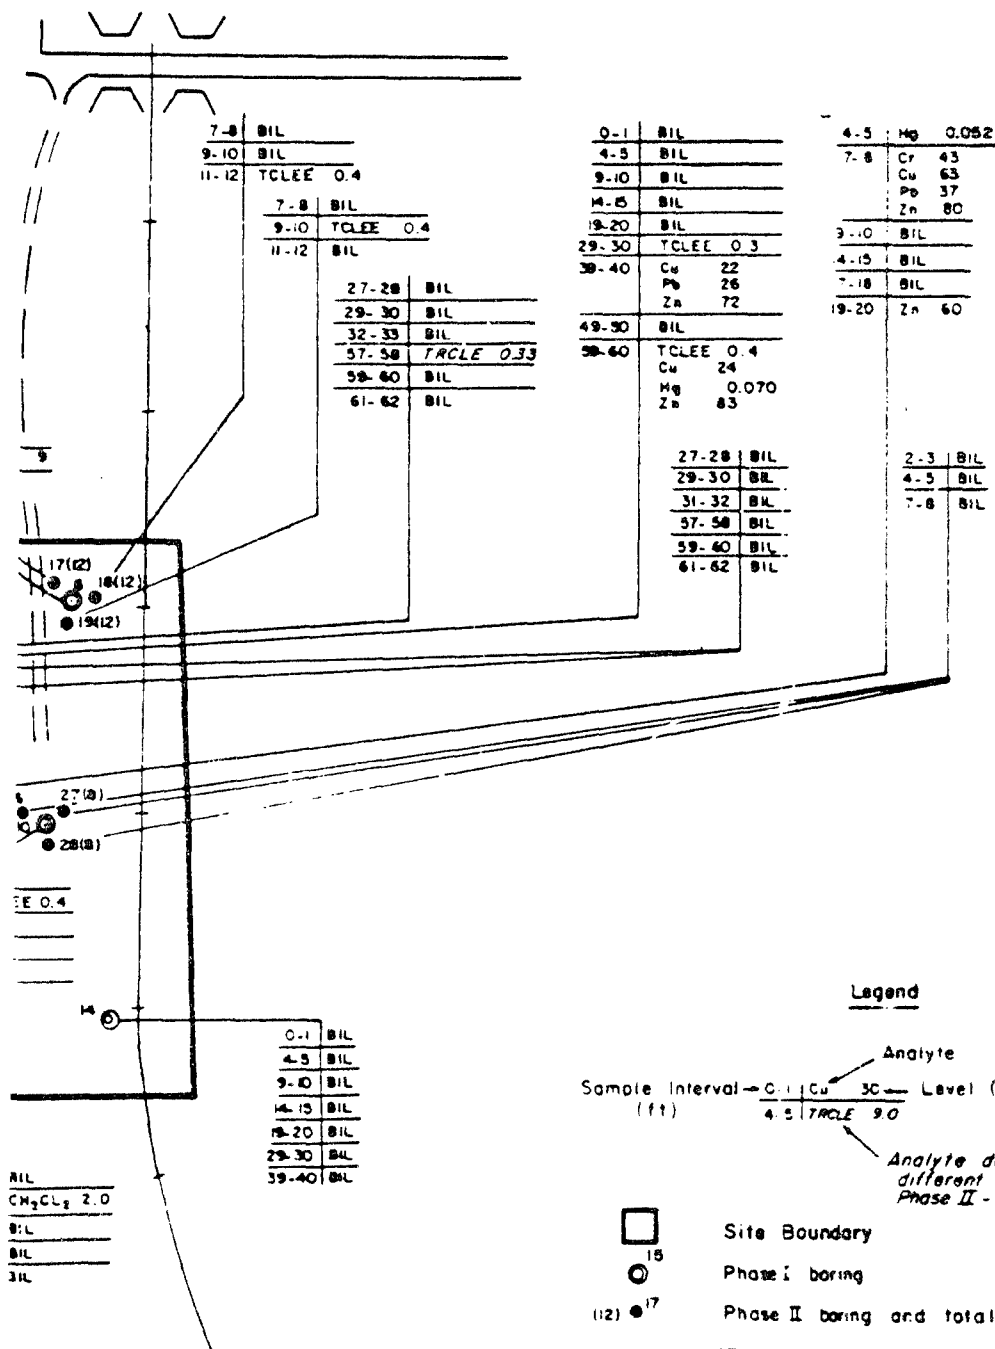 7-8 BIL
9-10 BIL
11-12 TCLEE 0.4
7-8 BIL
9-10 TCLEE 0.4
11-12 BIL
27-28 BIL
29-30 BIL
32-33 BIL
57-58 TRCLE 0.33
59-60 BIL
61-62 BIL
0-1 BIL
4-5 BIL
9-10 BIL
14-15 BIL
19-20 BIL
29-30 TCLEE 0.3
39-40 Cu 22
Pb 26
Zn 72
49-50 BIL
59-60 TCLEE 0.4
Cu 24
Hg 0.070
Zn 83
4-5 Hg 0.052
7-8 Cr 43
Cu 63
Pb 37
Zn 80
9-10 BIL
4-15 BIL
7-18 BIL
19-20 Zn 60
27-28 BIL
29-30 BIL
31-32 BIL
57-58 BIL
59-60 BIL
61-62 BIL
2-3 BIL
4-5 BIL
7-8 BIL
9
17(12)
18(12)
19(12)
27(8)
28(8)
EE 0.4
14
0-1 BIL
4-5 BIL
9-10 BIL
14-15 BIL
19-20 BIL
29-30 BIL
39-40 BIL
BIL
CH₂CL₂ 2.0
BIL
BIL
BIL
Legend
Analyte
Sample Interval 0-1 Cu 30 Level (
(ft) 4-5 TRCLE 9.0
Analyte d
different
Phase II -
Site Boundary
15
Phase I boring
(12) 17 Phase II boring and total